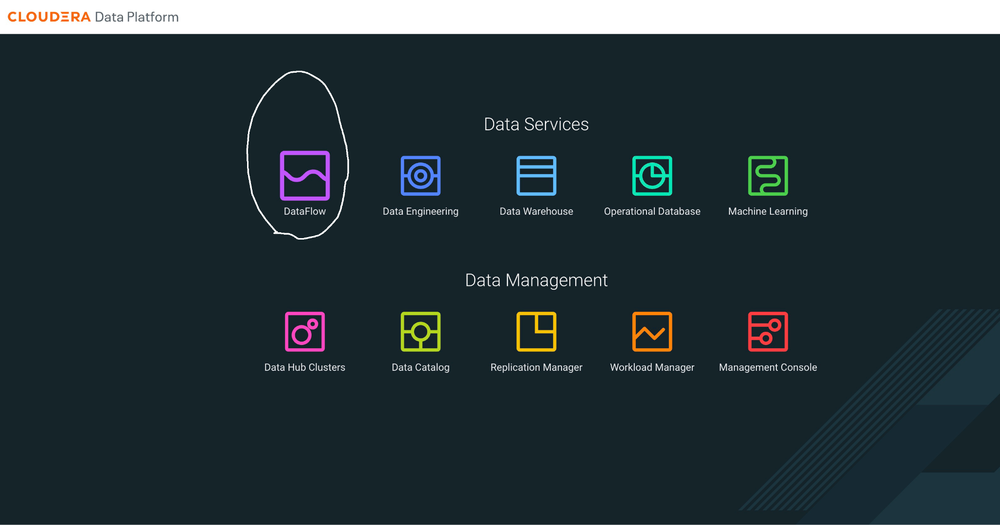 CLOUDERA Data Platform
Data Services
DataFlow Data Engineering Data Warehouse Operational Database Machine Learning
Data Management
Data Hub Clusters Data Catalog Replication Manager Workload Manager Management Console